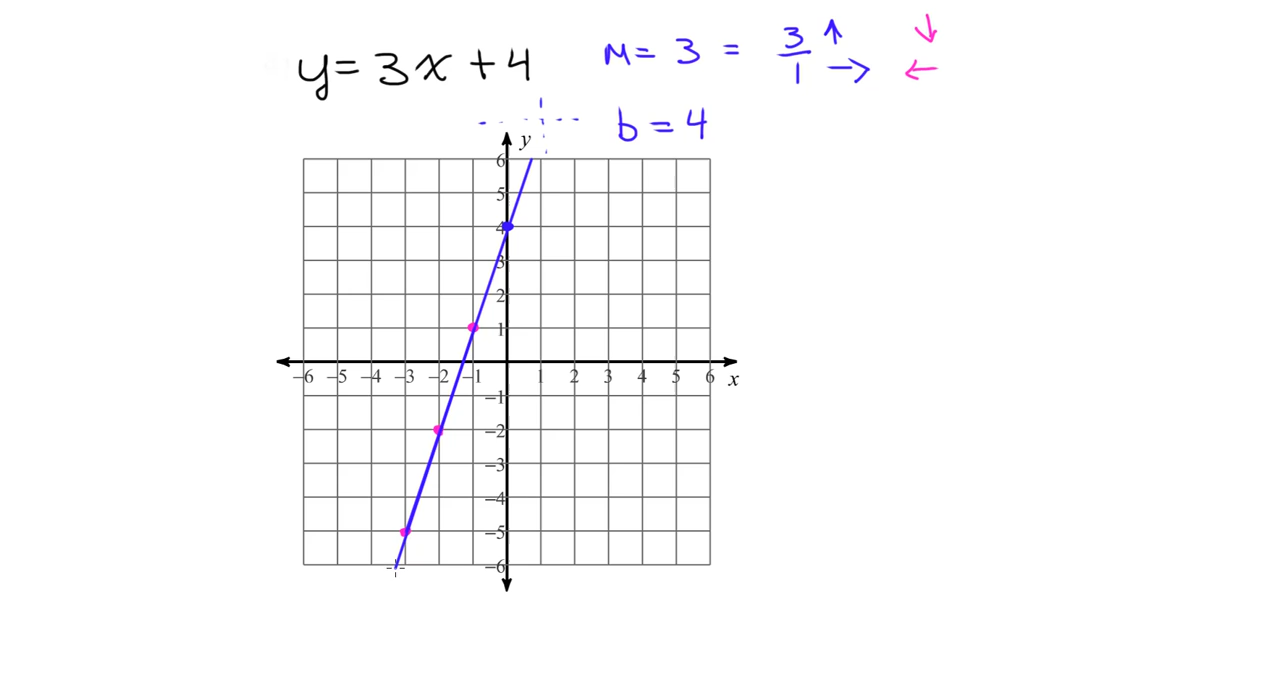 y = 3x + 4
m = 3 = 3/1 ↑ → ↓ ←
b = 4
y
6
5
4
3
2
1
−6 −5 −4 −3 −2 −1 1 2 3 4 5 6 x
−1
−2
−3
−4
−5
−6